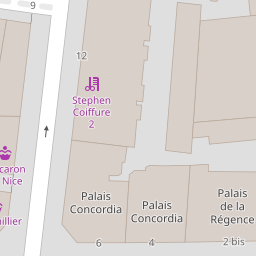 9
12
Stephen
Coiffure
2
caron
Nice
illier
Palais
Concordia
Palais
Concordia
Palais
de la
Régence
6
4
2 bis